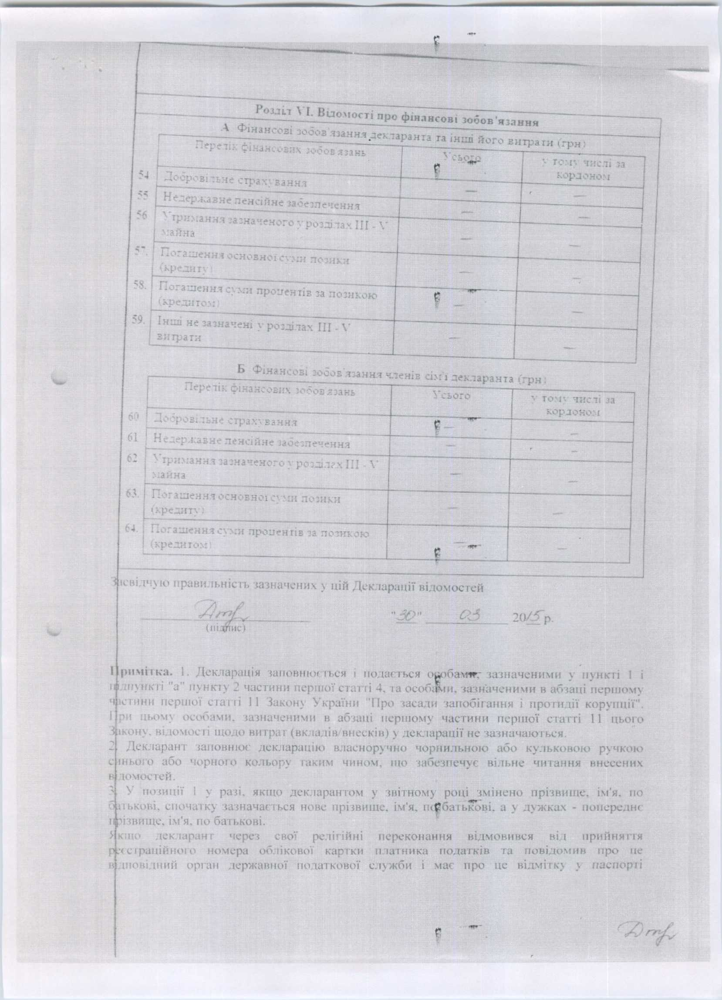 Розділ VI. Відомості про фінансові зобов'язання
А Фінансові зобов'язання декларанта та інші його витрати (грн)
Перелік фінансових зобов'язань
Усього
у тому числі за
кордоном
54 Добровільне страхування — —
55 Недержавне пенсійне забезпечення — —
56 Утримання зазначеного у розділах III - V
майна — —
57. Погашення основної суми позики
(кредиту) — —
58. Погашення суми процентів за позикою
(кредитом) — —
59. Інші не зазначені у розділах III - V
витрати — —
Б Фінансові зобов'язання членів сім'ї декларанта (грн)
Перелік фінансових зобов'язань
Усього
у тому числі за
кордоном
60 Добровільне страхування — —
61 Недержавне пенсійне забезпечення — —
62 Утримання зазначеного у розділах III - V
майна — —
63. Погашення основної суми позики
(кредиту) — —
64. Погашення суми процентів за позикою
(кредитом) — —
Засвідчую правильність зазначених у цій Декларації відомостей
"30" 03 2015 р.
(підпис)
Примітка. 1. Декларація заповнюється і подається особами, зазначеними у пункті 1 і
підпункті "а" пункту 2 частини першої статті 4, та особами, зазначеними в абзаці першому
частини першої статті 11 Закону України "Про засади запобігання і протидії корупції".
При цьому особами, зазначеними в абзаці першому частини першої статті 11 цього
Закону, відомості щодо витрат (вкладів/внесків) у декларації не зазначаються.
2. Декларант заповнює декларацію власноручно чорнильною або кульковою ручкою
синього або чорного кольору таким чином, що забезпечує вільне читання внесених
відомостей.
3. У позиції 1 у разі, якщо декларантом у звітному році змінено прізвище, ім'я, по
батькові, спочатку зазначається нове прізвище, ім'я, по батькові, а у дужках - попереднє
прізвище, ім'я, по батькові.
Якщо декларант через свої релігійні переконання відмовився від прийняття
реєстраційного номера облікової картки платника податків та повідомив про це
відповідний орган державної податкової служби і має про це відмітку у паспорті